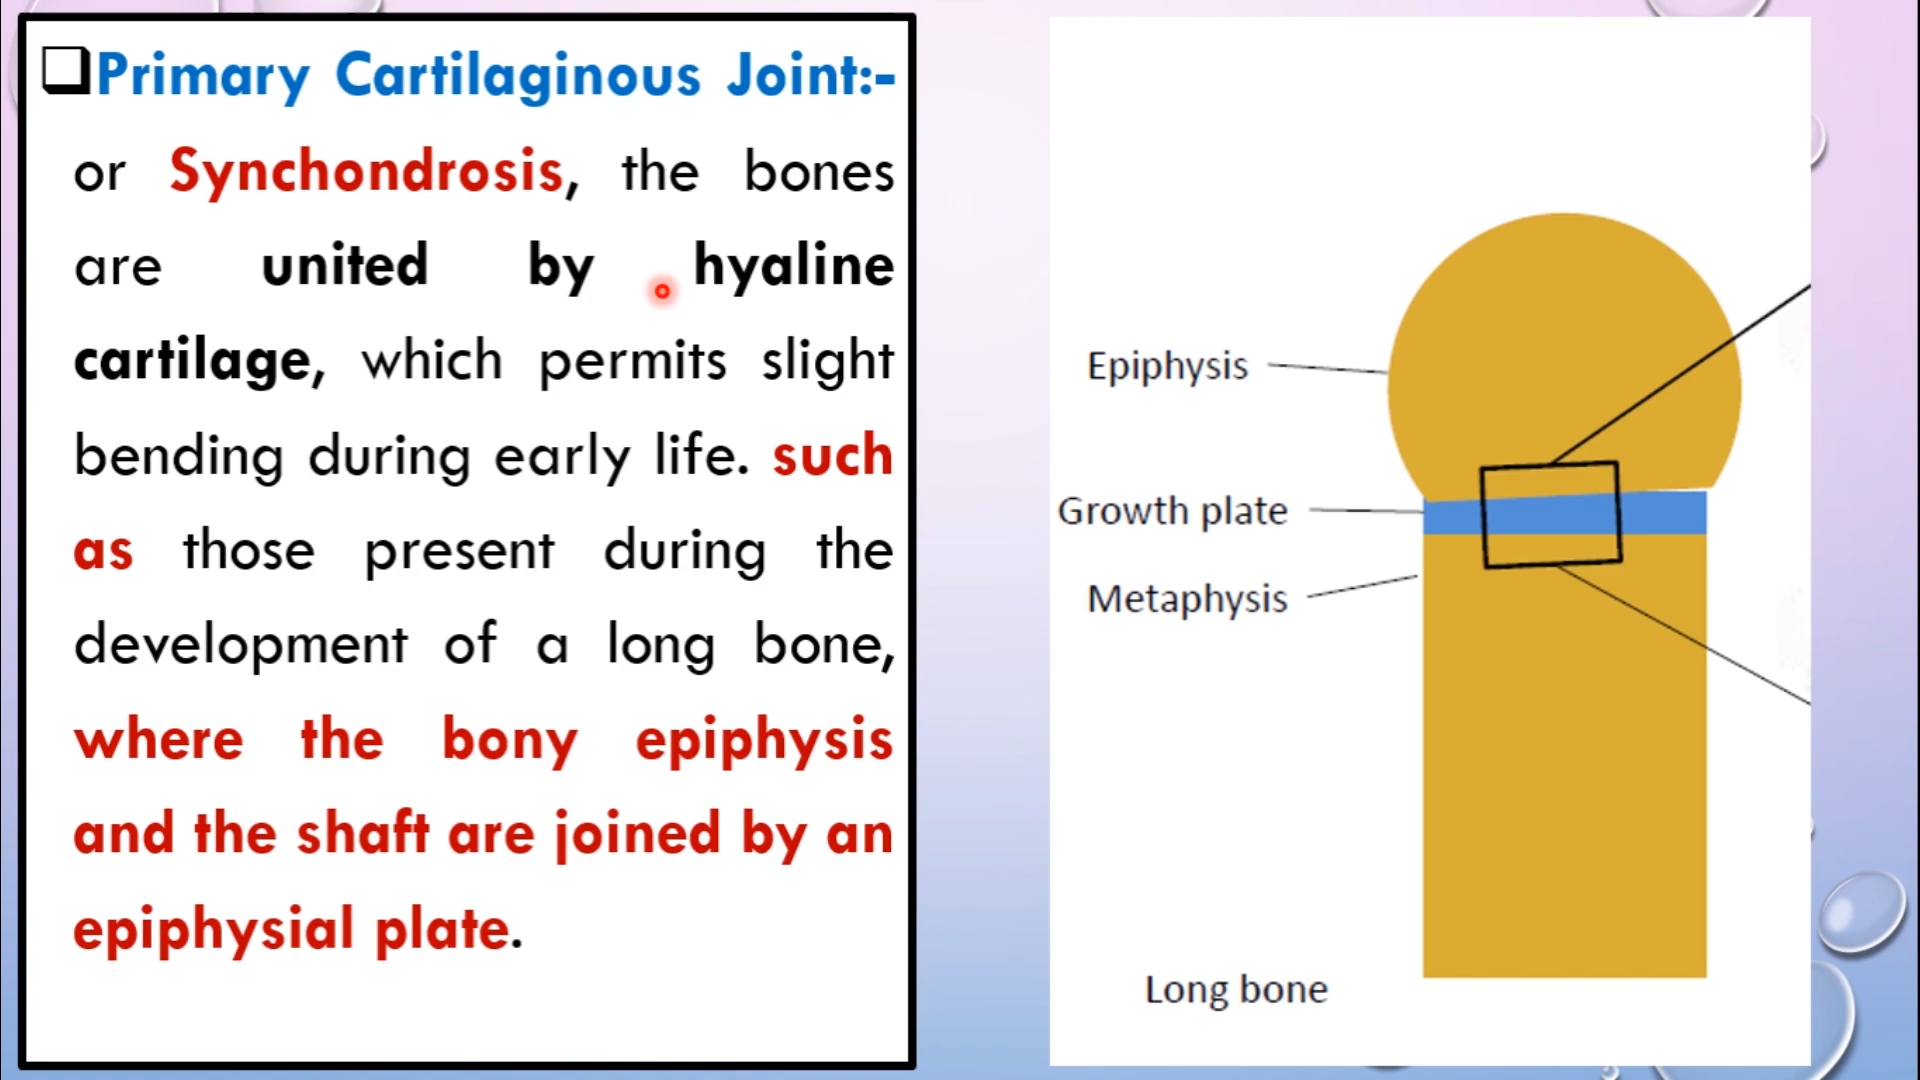 Primary Cartilaginous Joint:-
or Synchondrosis, the bones
are united by hyaline
cartilage, which permits slight
bending during early life. such
as those present during the
development of a long bone,
where the bony epiphysis
and the shaft are joined by an
epiphysial plate.
Epiphysis
Growth plate
Metaphysis
Long bone